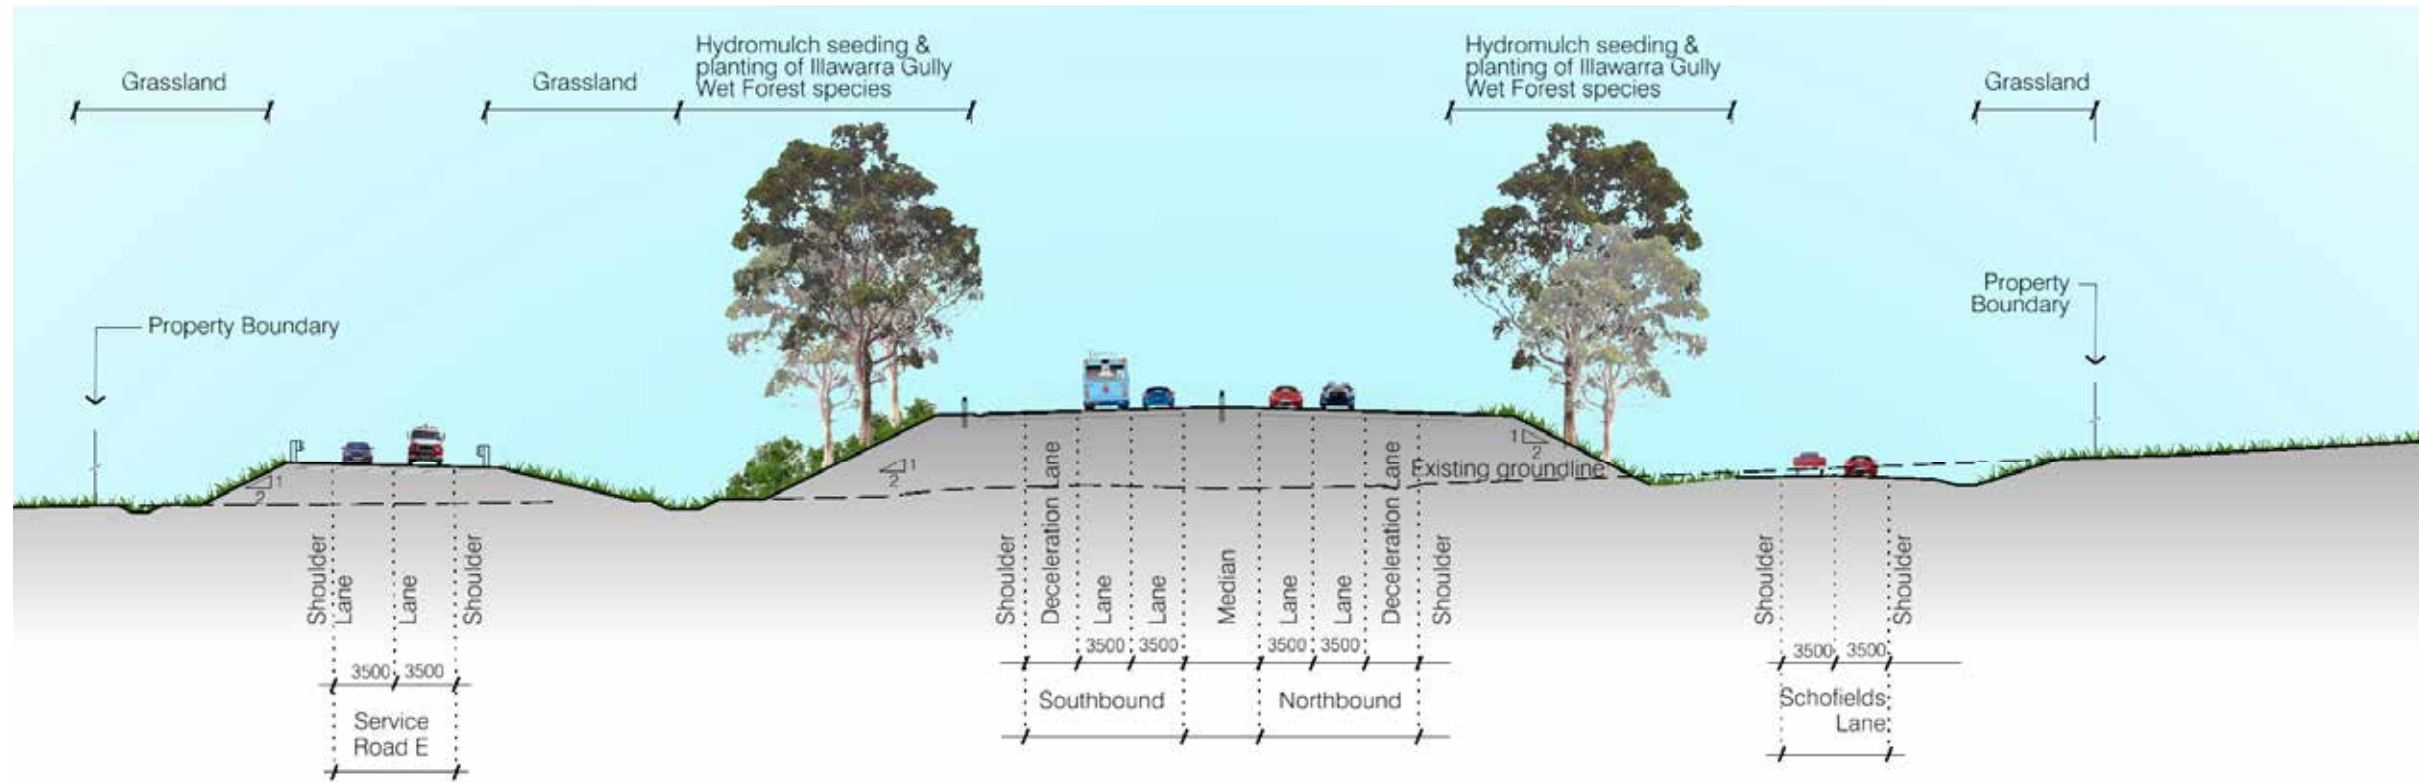 Grassland
Grassland
Hydromulch seeding &
planting of Illawarra Gully
Wet Forest species
Hydromulch seeding &
planting of Illawarra Gully
Wet Forest species
Grassland
Property Boundary
Property
Boundary
1
2
1
2
1
2
Existing groundline
Shoulder
Lane
Lane
Shoulder
Shoulder
Deceleration Lane
Lane
Lane
Median
Lane
Lane
Deceleration Lane
Shoulder
Shoulder
Shoulder
3500 3500
3500 3500
3500 3500
3500 3500
Service
Road E
Southbound
Northbound
Schofields
Lane